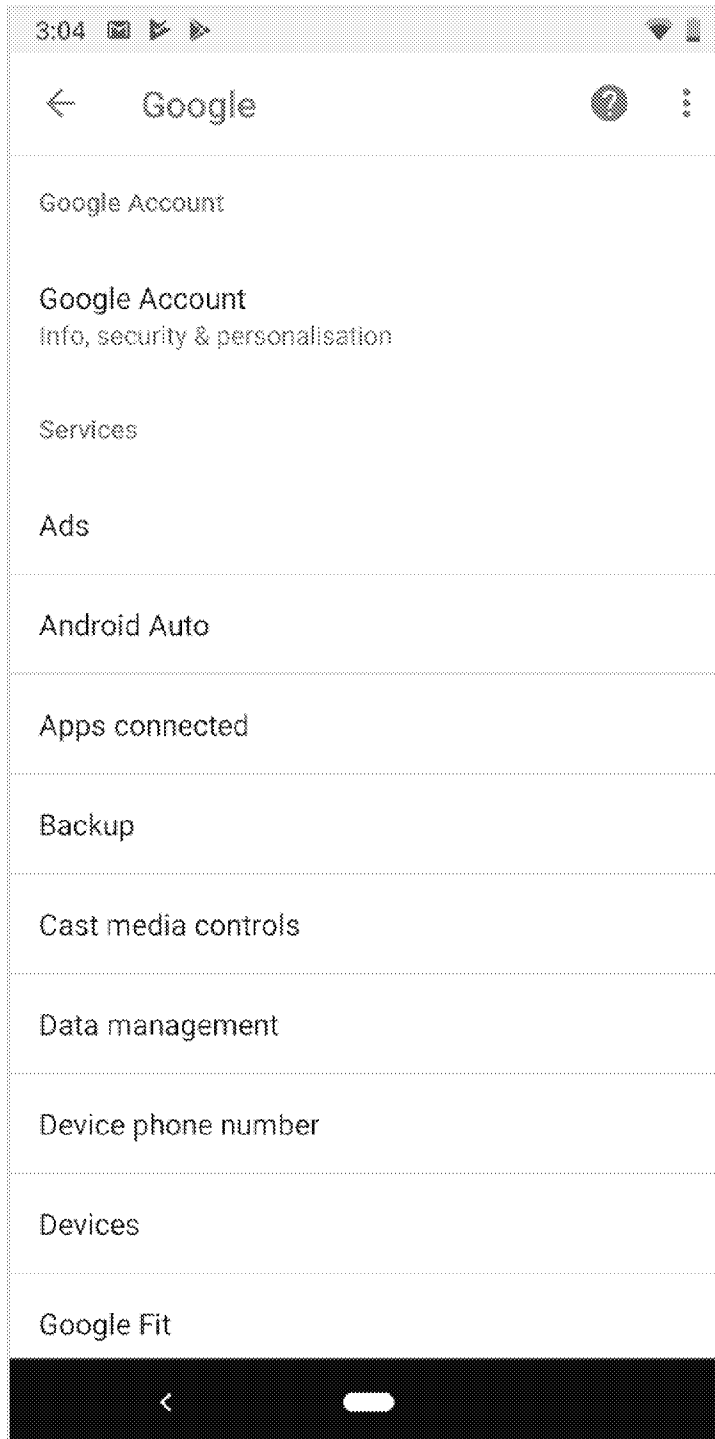 3:04
Google
Google Account
Google Account
Info, security & personalisation
Services
Ads
Android Auto
Apps connected
Backup
Cast media controls
Data management
Device phone number
Devices
Google Fit